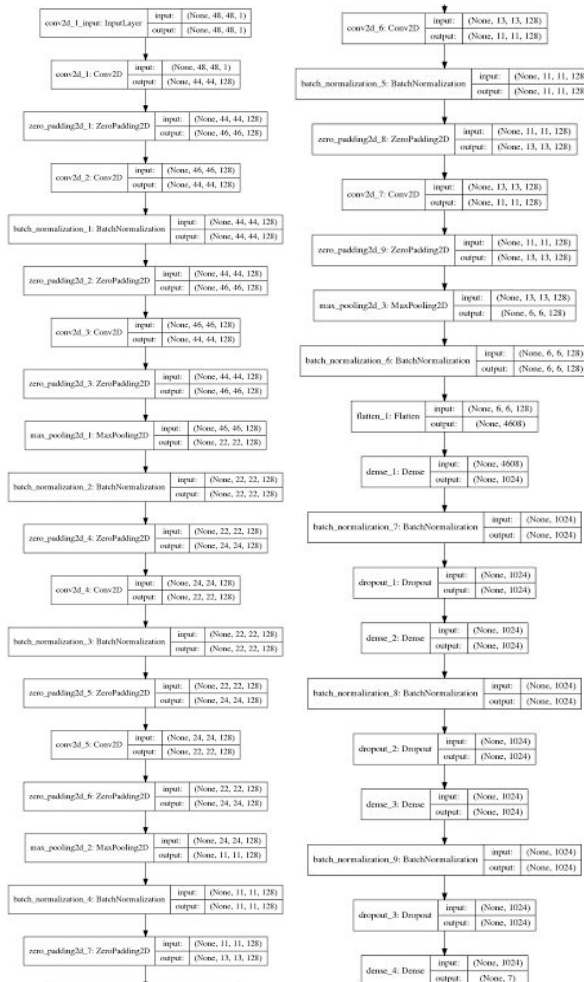 conv2d_1_input: InputLayer
input: (None, 48, 48, 1)
output: (None, 48, 48, 1)
conv2d_1: Conv2D
input: (None, 48, 48, 1)
output: (None, 44, 44, 128)
zero_padding2d_1: ZeroPadding2D
input: (None, 44, 44, 128)
output: (None, 46, 46, 128)
conv2d_2: Conv2D
input: (None, 46, 46, 128)
output: (None, 44, 44, 128)
batch_normalization_1: BatchNormalization
input: (None, 44, 44, 128)
output: (None, 44, 44, 128)
zero_padding2d_2: ZeroPadding2D
input: (None, 44, 44, 128)
output: (None, 46, 46, 128)
conv2d_3: Conv2D
input: (None, 46, 46, 128)
output: (None, 44, 44, 128)
zero_padding2d_3: ZeroPadding2D
input: (None, 44, 44, 128)
output: (None, 46, 46, 128)
max_pooling2d_1: MaxPooling2D
input: (None, 46, 46, 128)
output: (None, 22, 22, 128)
batch_normalization_2: BatchNormalization
input: (None, 22, 22, 128)
output: (None, 22, 22, 128)
zero_padding2d_4: ZeroPadding2D
input: (None, 22, 22, 128)
output: (None, 24, 24, 128)
conv2d_4: Conv2D
input: (None, 24, 24, 128)
output: (None, 22, 22, 128)
batch_normalization_3: BatchNormalization
input: (None, 22, 22, 128)
output: (None, 22, 22, 128)
zero_padding2d_5: ZeroPadding2D
input: (None, 22, 22, 128)
output: (None, 24, 24, 128)
conv2d_5: Conv2D
input: (None, 24, 24, 128)
output: (None, 22, 22, 128)
zero_padding2d_6: ZeroPadding2D
input: (None, 22, 22, 128)
output: (None, 24, 24, 128)
max_pooling2d_2: MaxPooling2D
input: (None, 24, 24, 128)
output: (None, 11, 11, 128)
batch_normalization_4: BatchNormalization
input: (None, 11, 11, 128)
output: (None, 11, 11, 128)
zero_padding2d_7: ZeroPadding2D
input: (None, 11, 11, 128)
output: (None, 13, 13, 128)
conv2d_6: Conv2D
input: (None, 13, 13, 128)
output: (None, 11, 11, 128)
batch_normalization_5: BatchNormalization
input: (None, 11, 11, 128
output: (None, 11, 11, 128
zero_padding2d_8: ZeroPadding2D
input: (None, 11, 11, 128)
output: (None, 13, 13, 128)
conv2d_7: Conv2D
input: (None, 13, 13, 128)
output: (None, 11, 11, 128)
zero_padding2d_9: ZeroPadding2D
input: (None, 11, 11, 128)
output: (None, 13, 13, 128)
max_pooling2d_3: MaxPooling2D
input: (None, 13, 13, 128)
output: (None, 6, 6, 128)
batch_normalization_6: BatchNormalization
input: (None, 6, 6, 128)
output: (None, 6, 6, 128)
flatten_1: Flatten
input: (None, 6, 6, 128)
output: (None, 4608)
dense_1: Dense
input: (None, 4608)
output: (None, 1024)
batch_normalization_7: BatchNormalization
input: (None, 1024)
output: (None, 1024)
dropout_1: Dropout
input: (None, 1024)
output: (None, 1024)
dense_2: Dense
input: (None, 1024)
output: (None, 1024)
batch_normalization_8: BatchNormalization
input: (None, 1024)
output: (None, 1024)
dropout_2: Dropout
input: (None, 1024)
output: (None, 1024)
dense_3: Dense
input: (None, 1024)
output: (None, 1024)
batch_normalization_9: BatchNormalization
input: (None, 1024)
output: (None, 1024)
dropout_3: Dropout
input: (None, 1024)
output: (None, 1024)
dense_4: Dense
input: (None, 1024)
output: (None, 7)